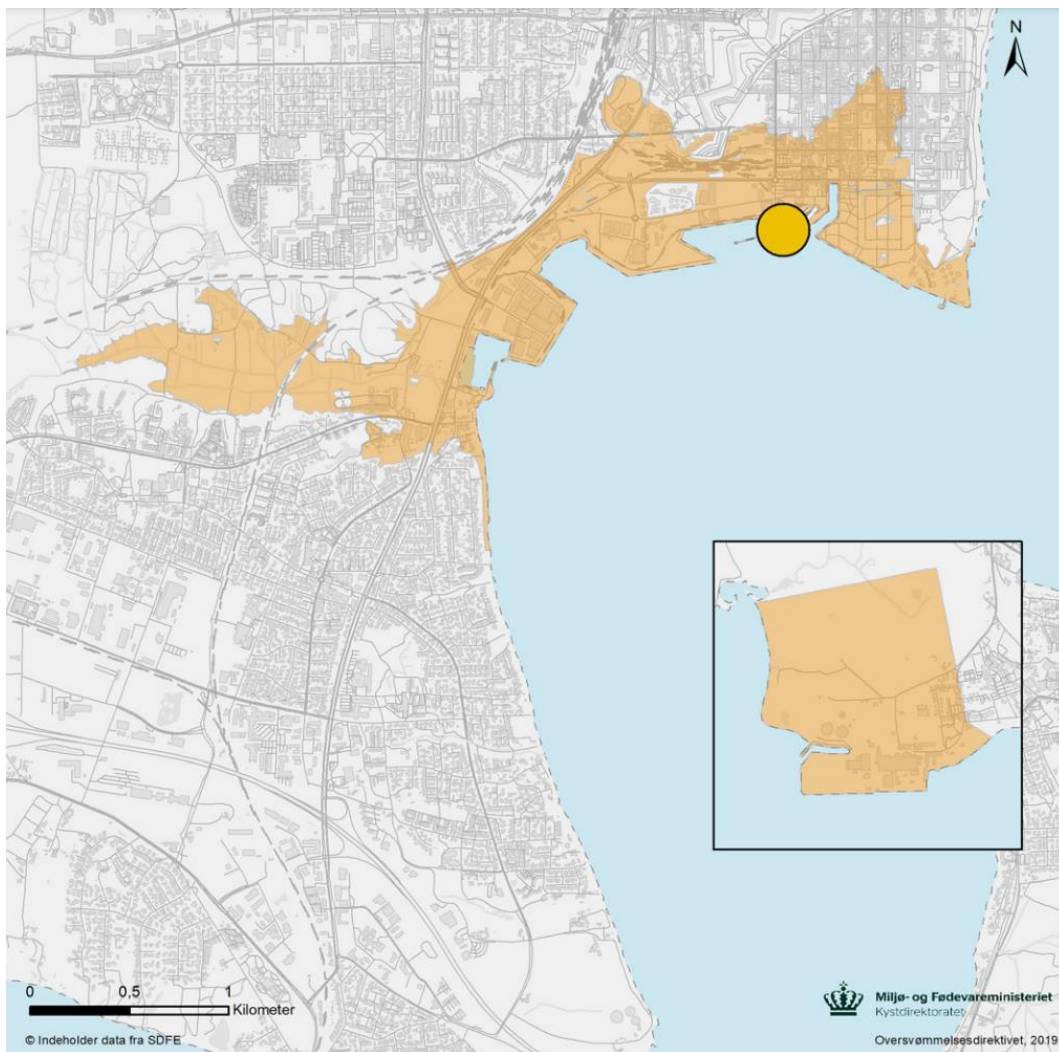 N
0 0,5 1
Kilometer
© Indeholder data fra SDFE
Miljø- og Fødevareministeriet
Kystdirektoratet
Oversvømmelsesdirektivet, 2019